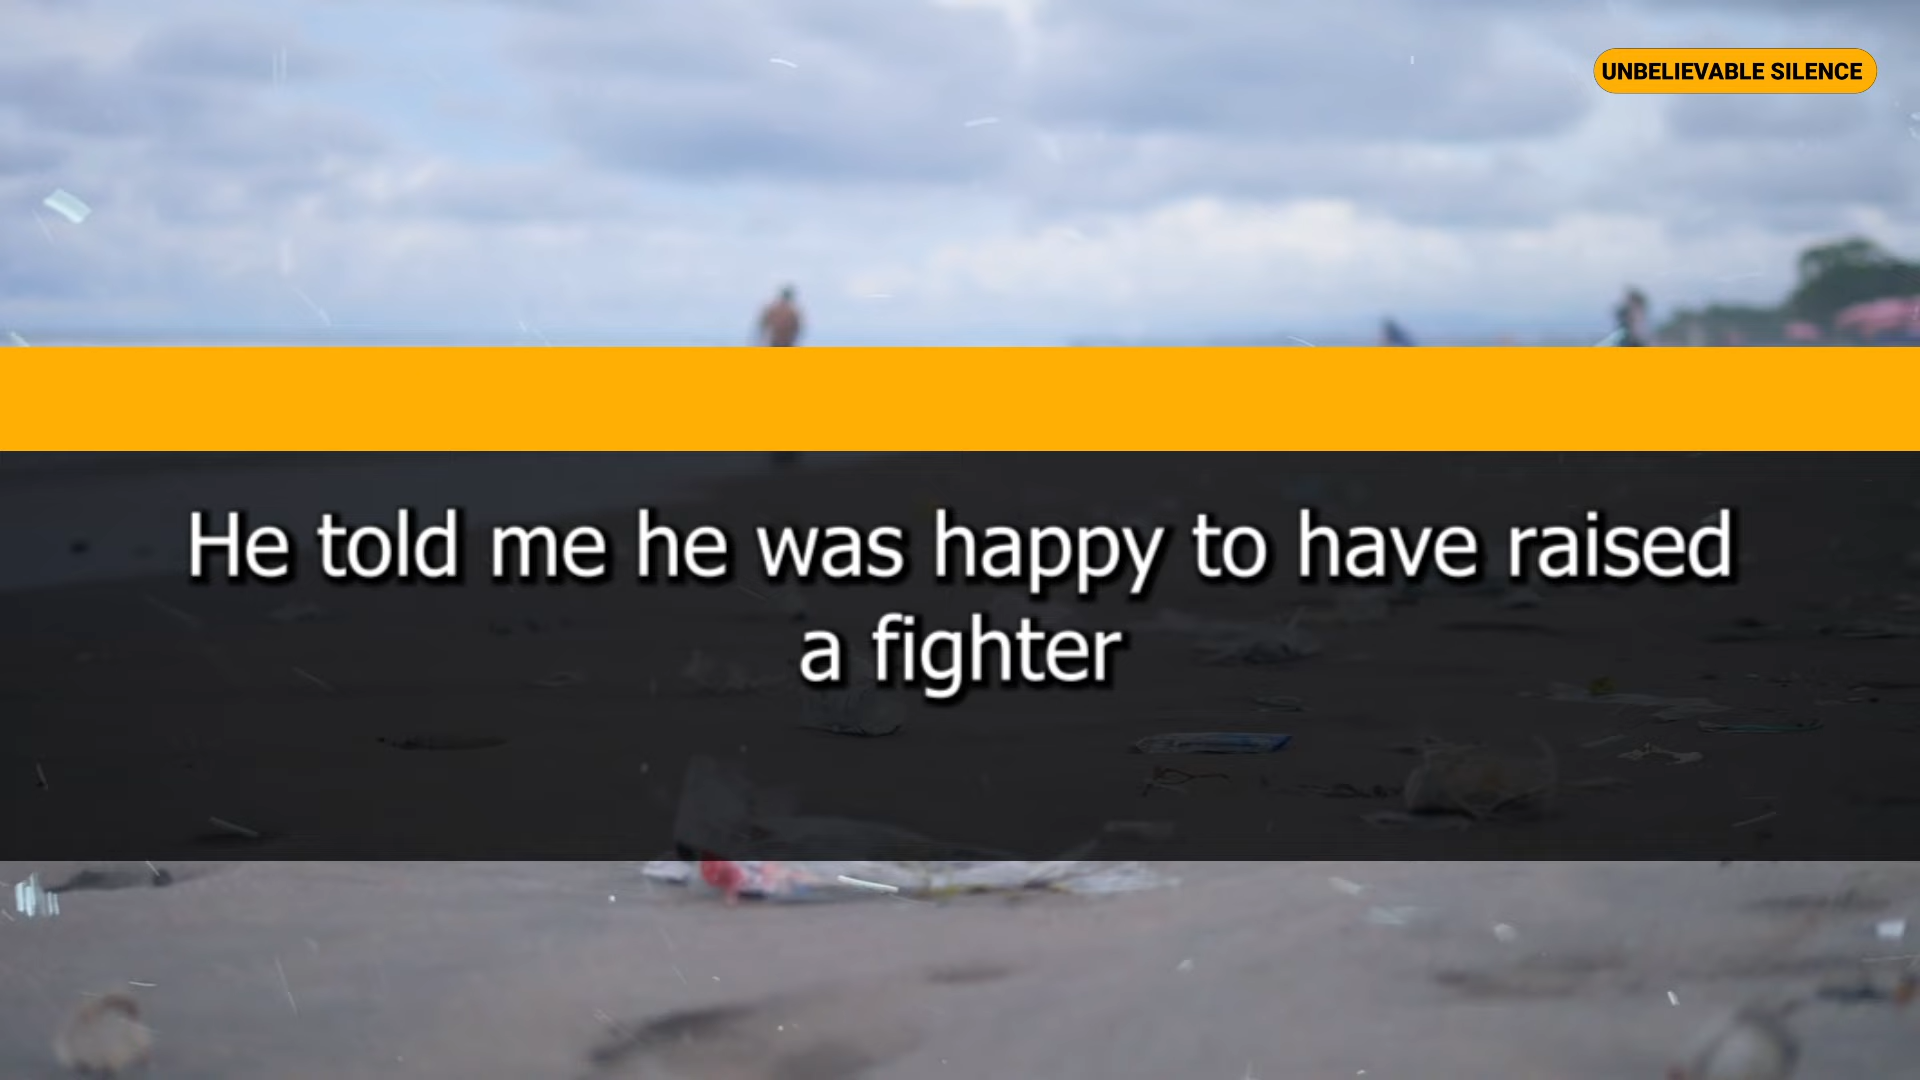 UNBELIEVABLE SILENCE
He told me he was happy to have raised
a fighter